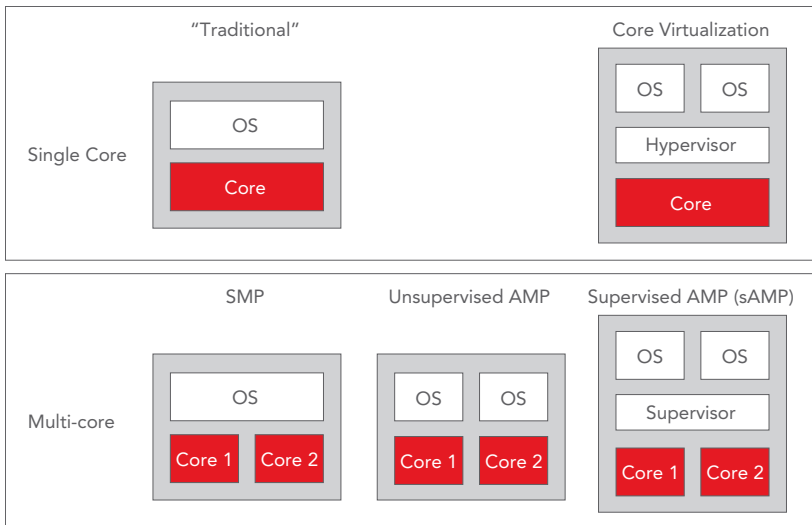 “Traditional”
Core Virtualization
Single Core
OS
Core
OS OS
Hypervisor
Core
SMP
Unsupervised AMP
Supervised AMP (sAMP)
Multi-core
OS
Core 1 Core 2
OS OS
Core 1 Core 2
OS OS
Supervisor
Core 1 Core 2